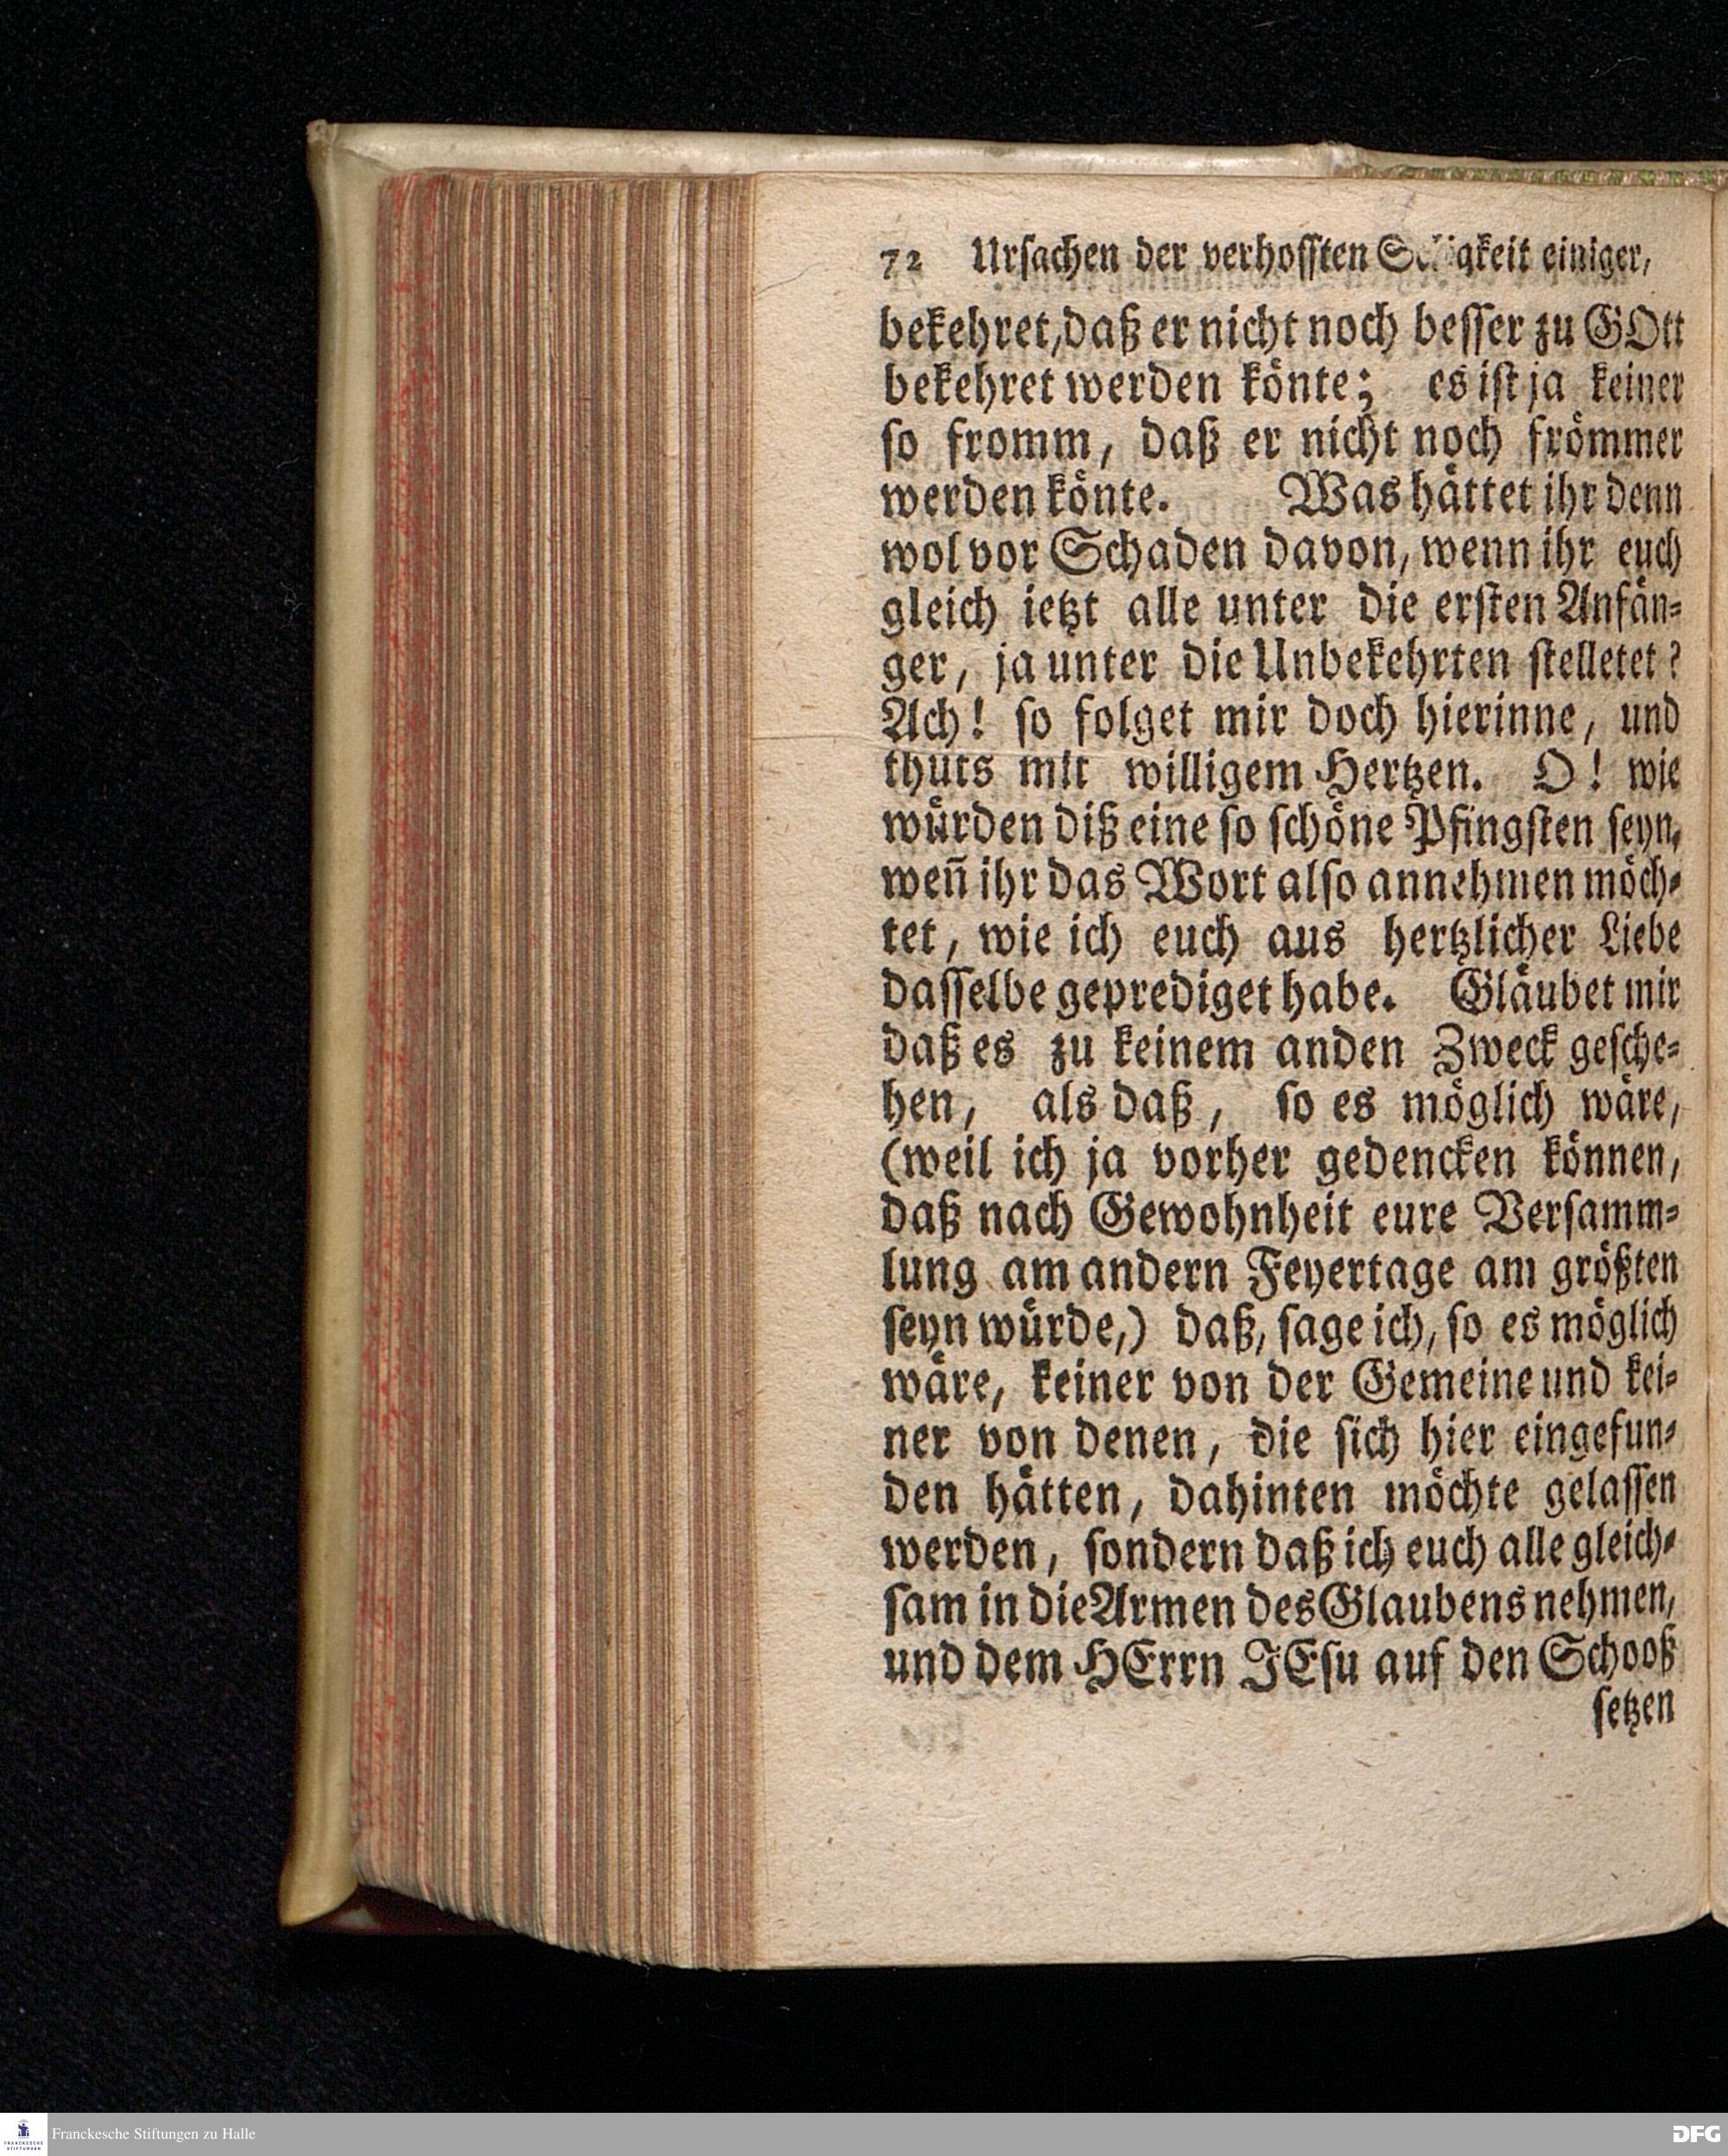 72 Ursachen der verhofften einiger,
bekehret, daß er nicht noch besser zu GOtt
bekehret werden könte; es ist ja keiner
so fromm, daß er nicht noch frömmer
werden könte. Was hättet ihr denn
wol vor Schaden davon, wenn ihr euch
gleich ietzt alle unter die ersten Anfän-
ger, ja unter die Unbekehrten stelletet?
Ach! so folget mir doch hierinne, und
thuts mit willigem Hertzen. O! wie
würden diß eine so schöne Pfingsten seyn,
weñ ihr das Wort also annehmen möch-
tet, wie ich euch aus hertzlicher Liebe
dasselbe geprediget habe. Gläubet mir
daß es zu keinem anden Zweck gesche-
hen, als daß, so es möglich wäre,
(weil ich ja vorher gedencken können,
daß nach Gewohnheit eure Versamm-
lung am andern Feyertage am größten
seyn würde,) daß, sage ich, so es möglich
wäre, keiner von der Gemeine und kei-
ner von denen, die sich hier eingefun-
den hätten, dahinten möchte gelassen
werden, sondern daß ich euch alle gleich-
sam in die Armen des Glaubens nehmen,
und dem HErrn JEsu auf den Schooß
setzen
FRANCKESCHE
STIFTUNGEN
Franckesche Stiftungen zu Halle
DFG